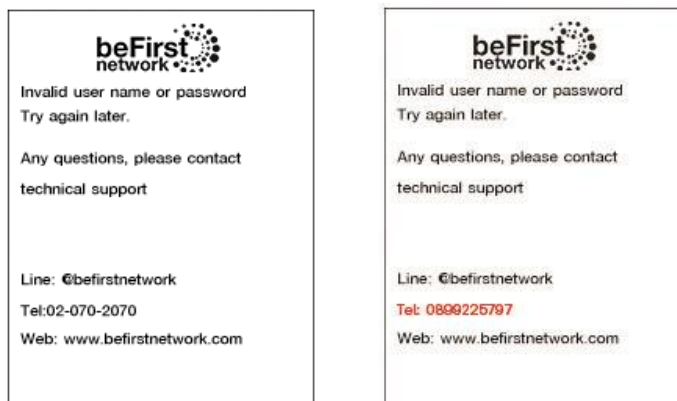 beFirst
network
Invalid user name or password
Try again later.
Any questions, please contact
technical support
Line: @befirstnetwork
Tel:02-070-2070
Web: www.befirstnetwork.com
beFirst
network
Invalid user name or password
Try again later.
Any questions, please contact
technical support
Line: @befirstnetwork
Tel: 0899225797
Web: www.befirstnetwork.com